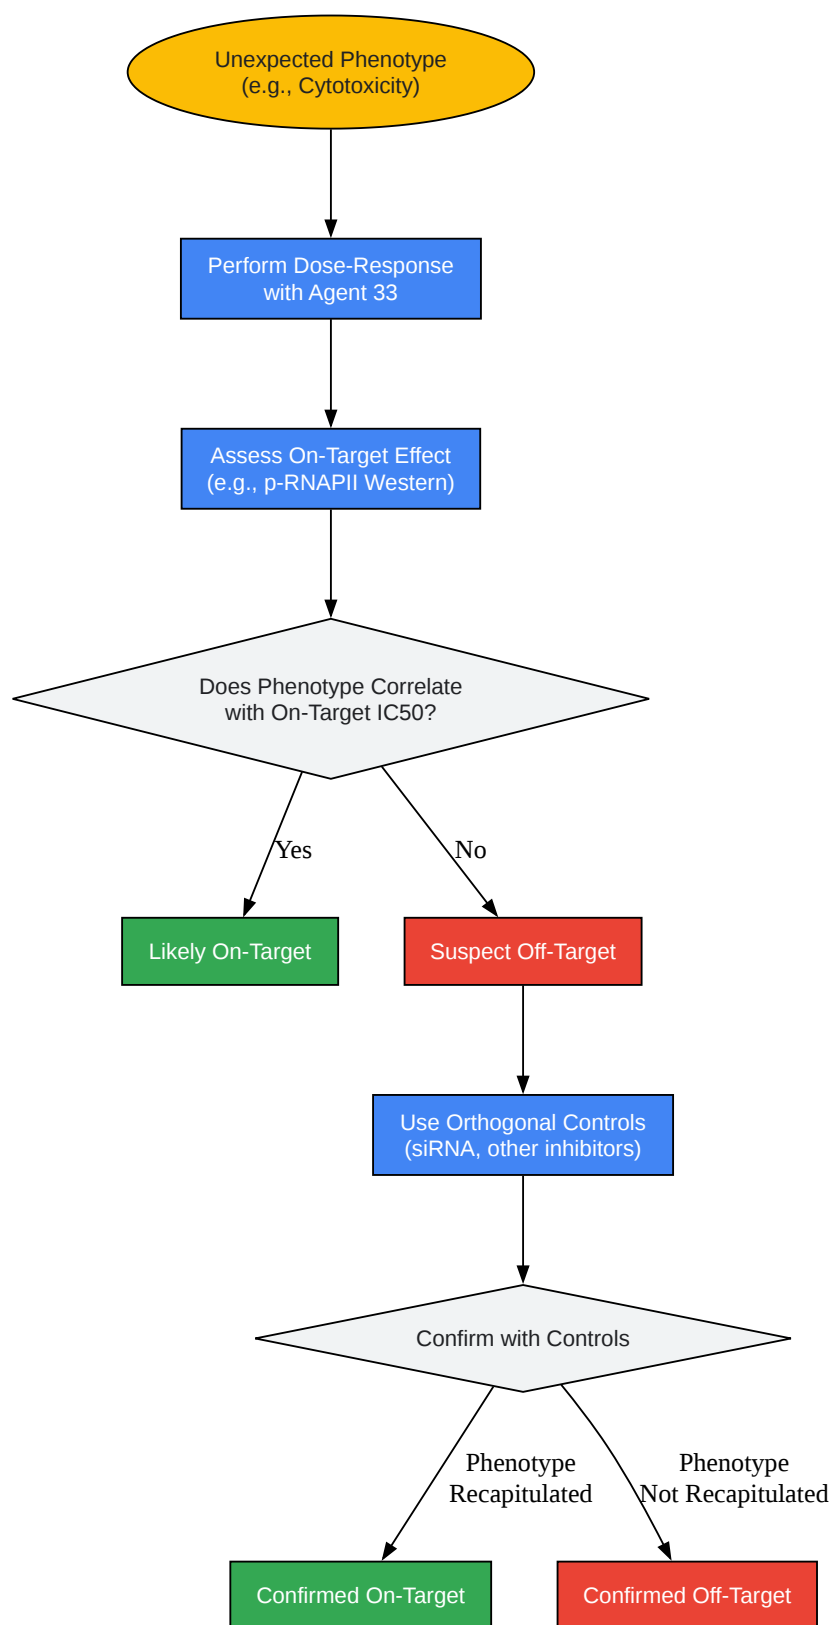 Unexpected Phenotype
(e.g., Cytotoxicity)
Perform Dose-Response
with Agent 33
Assess On-Target Effect
(e.g., p-RNAPII Western)
Does Phenotype Correlate
with On-Target IC50?
Yes
No
Likely On-Target
Suspect Off-Target
Use Orthogonal Controls
(siRNA, other inhibitors)
Confirm with Controls
Phenotype
Recapitulated
Phenotype
Not Recapitulated
Confirmed On-Target
Confirmed Off-Target